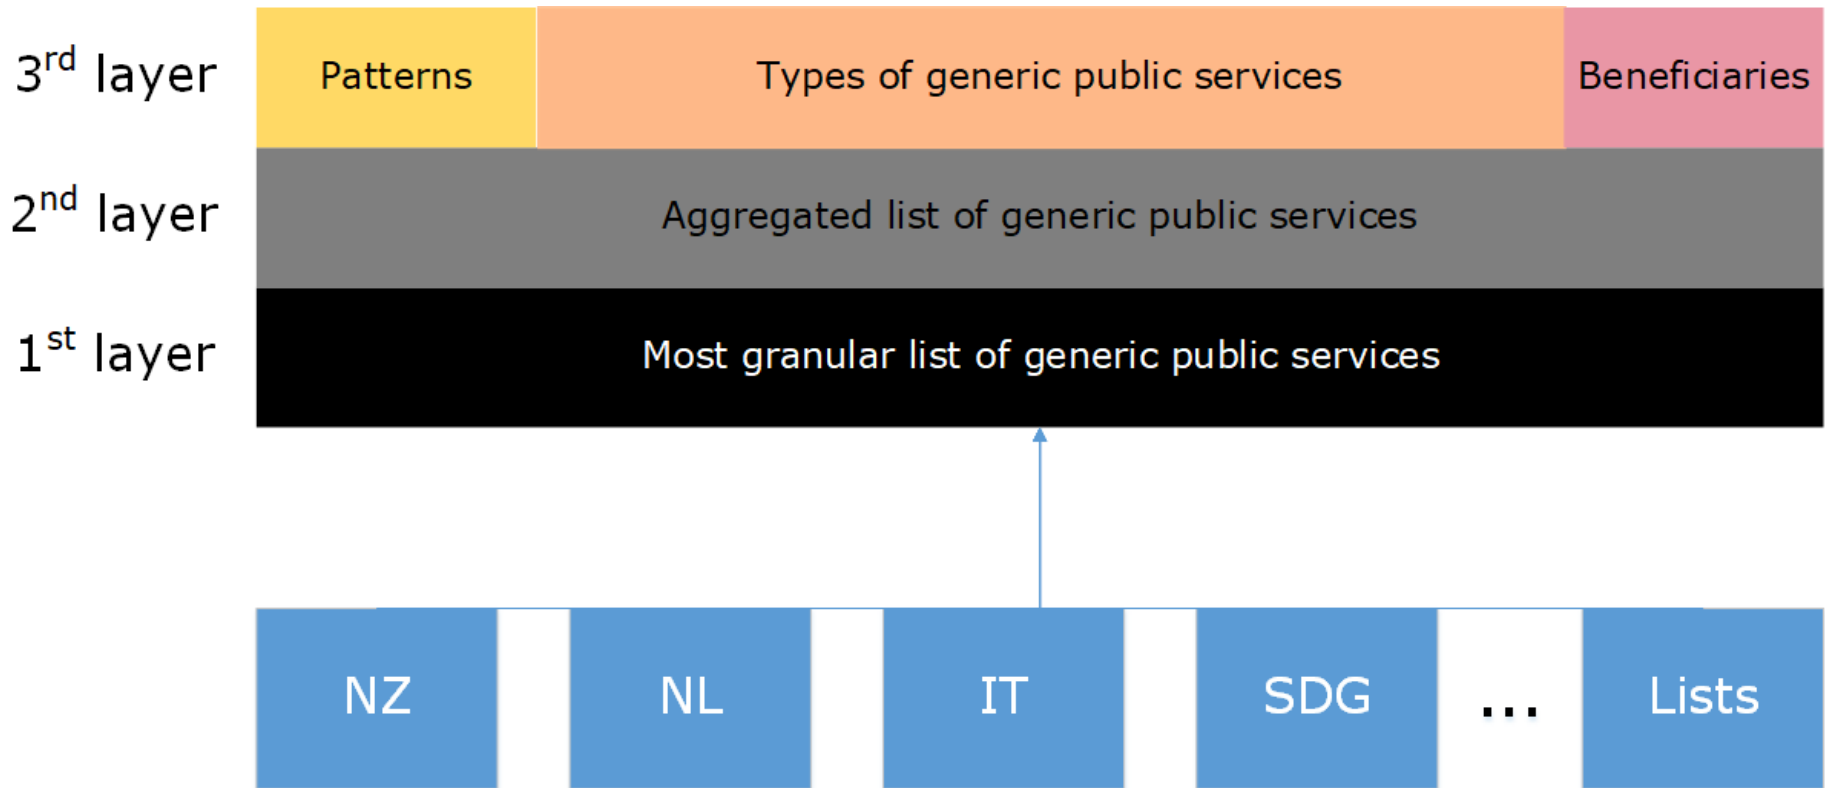 3rd layer
Patterns
Types of generic public services
Beneficiaries
2nd layer
Aggregated list of generic public services
1st layer
Most granular list of generic public services
NZ
NL
IT
SDG
...
Lists